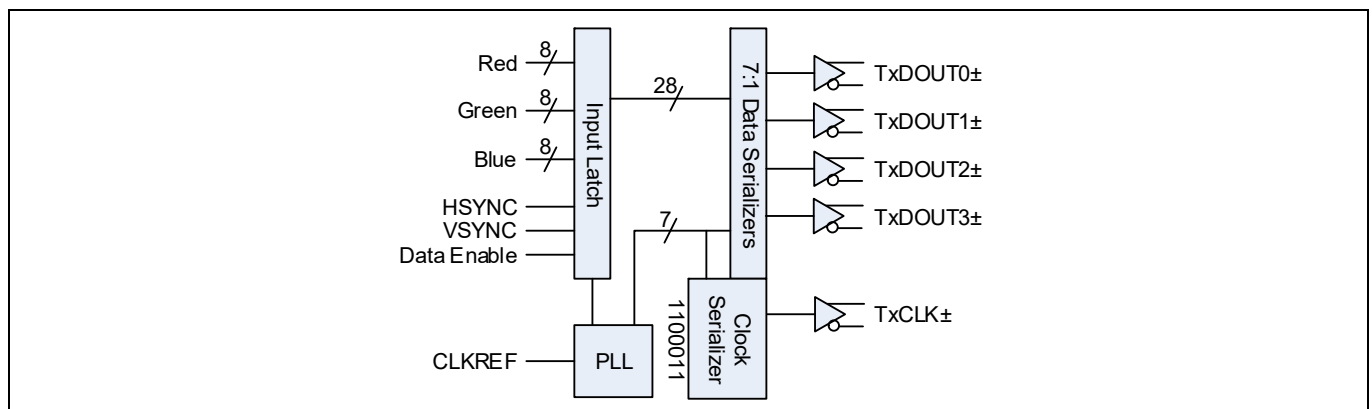 Red
8
Green
8
Blue
8
HSYNC
VSYNC
Data Enable
CLKREF
Input Latch
PLL
28
7
7:1 Data Serializers
Clock
Serializer
1100011
TxDOUT0±
TxDOUT1±
TxDOUT2±
TxDOUT3±
TxCLK±